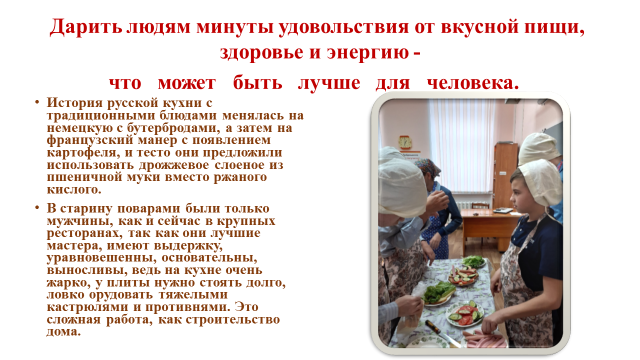 Дарить людям минуты удовольствия от вкусной пищи,
здоровье и энергию -
что может быть лучше для человека.
• История русской кухни с
традиционными блюдами менялась на
немецкую с бутербродами, а затем на
французский манер с появлением
картофеля, и тесто они предложили
использовать дрожжевое слоеное из
пшеничной муки вместо ржаного
кислого.
• В старину поварами были только
мужчины, как и сейчас в крупных
ресторанах, так как они лучшие
мастера, имеют выдержку,
уравновешенны, основательны,
выносливы, ведь на кухне очень
жарко, у плиты нужно стоять долго,
ловко орудовать тяжелыми
кастрюлями и противнями. Это
сложная работа, как строительство
дома.